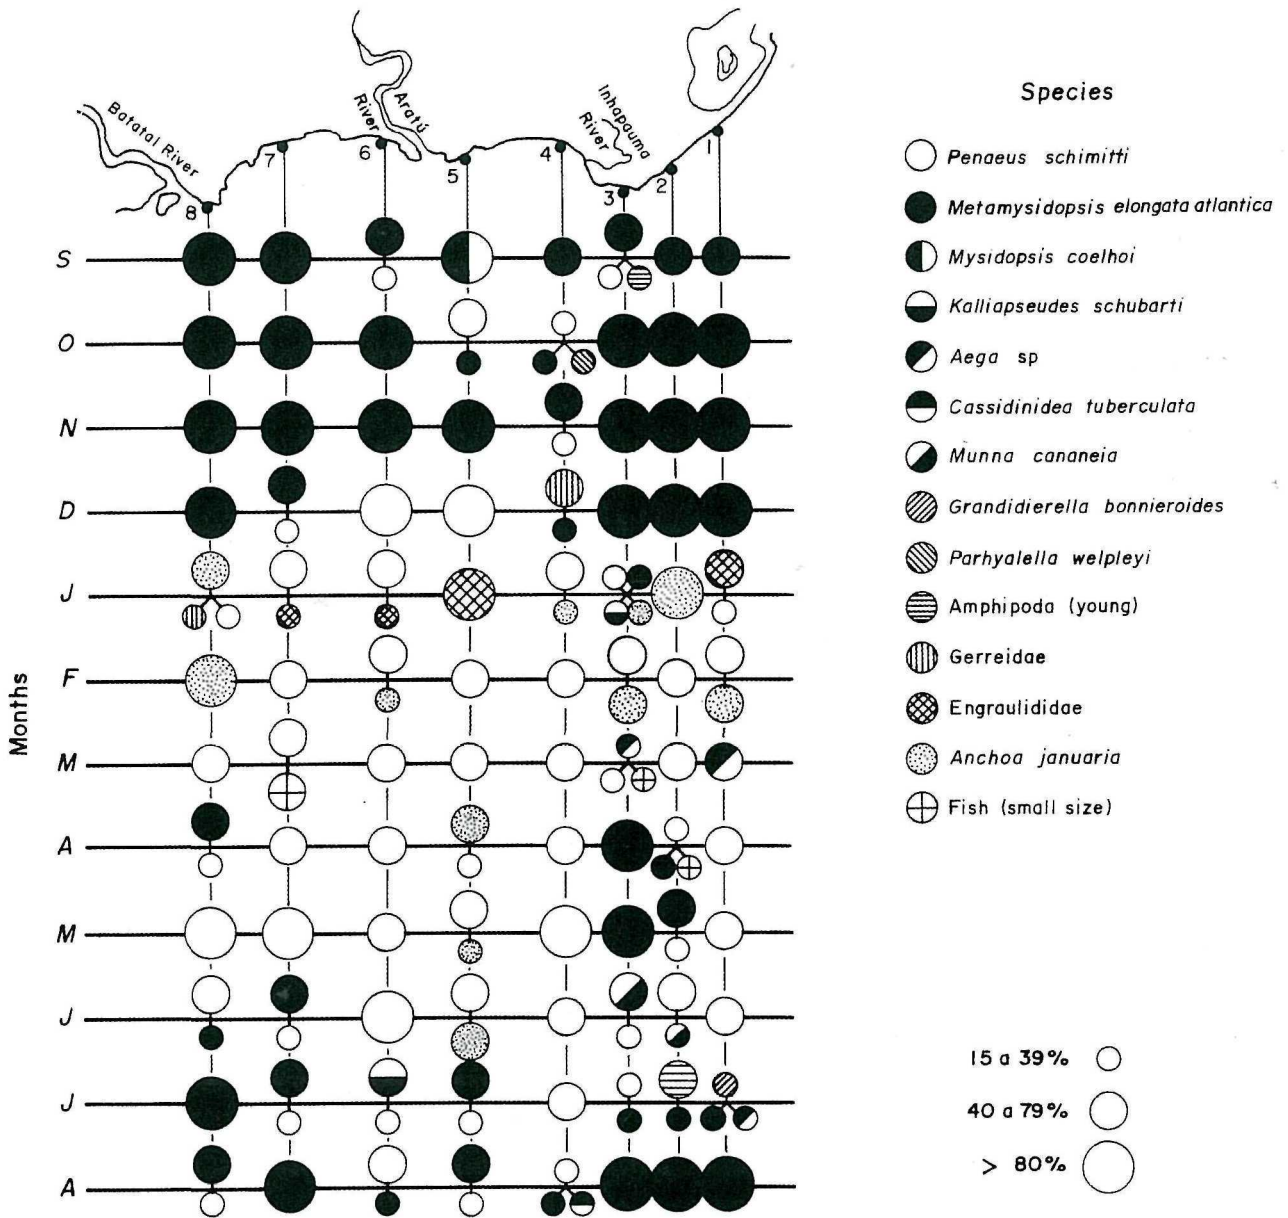 Batatal River
Aratú
River
Inhapauma
River
8
7
6
5
4
3
2
1
Months
S
O
N
D
J
F
M
A
M
J
J
A
Species
Penaeus schimitti
Metamysidopsis elongata atlantica
Mysidopsis coelhoi
Kalliapseudes schubarti
Aega sp
Cassidinidea tuberculata
Munna cananeia
Grandidierella bonnieroides
Parhyalella welpleyi
Amphipoda (young)
Gerreidae
Engraulididae
Anchoa januaria
Fish (small size)
15 a 39%
40 a 79%
> 80%